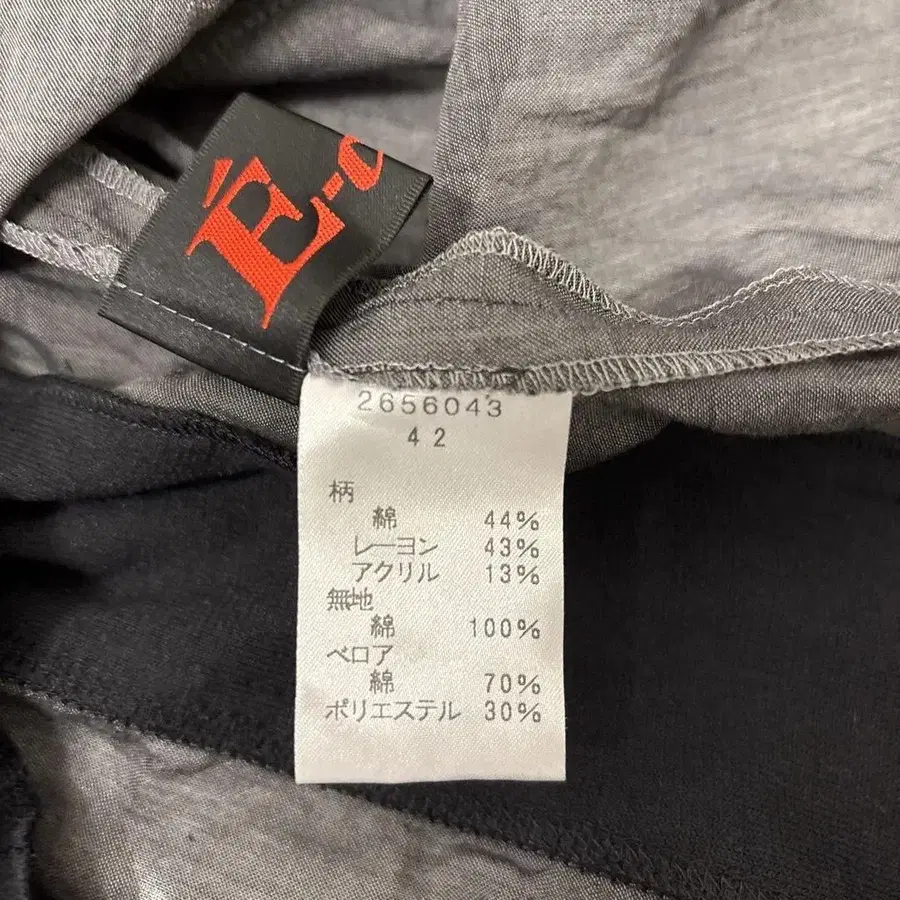 É-c
2656043
42
柄
綿 44%
レーヨン 43%
アクリル 13%
無地
綿 100%
ベロア
綿 70%
ポリエステル 30%